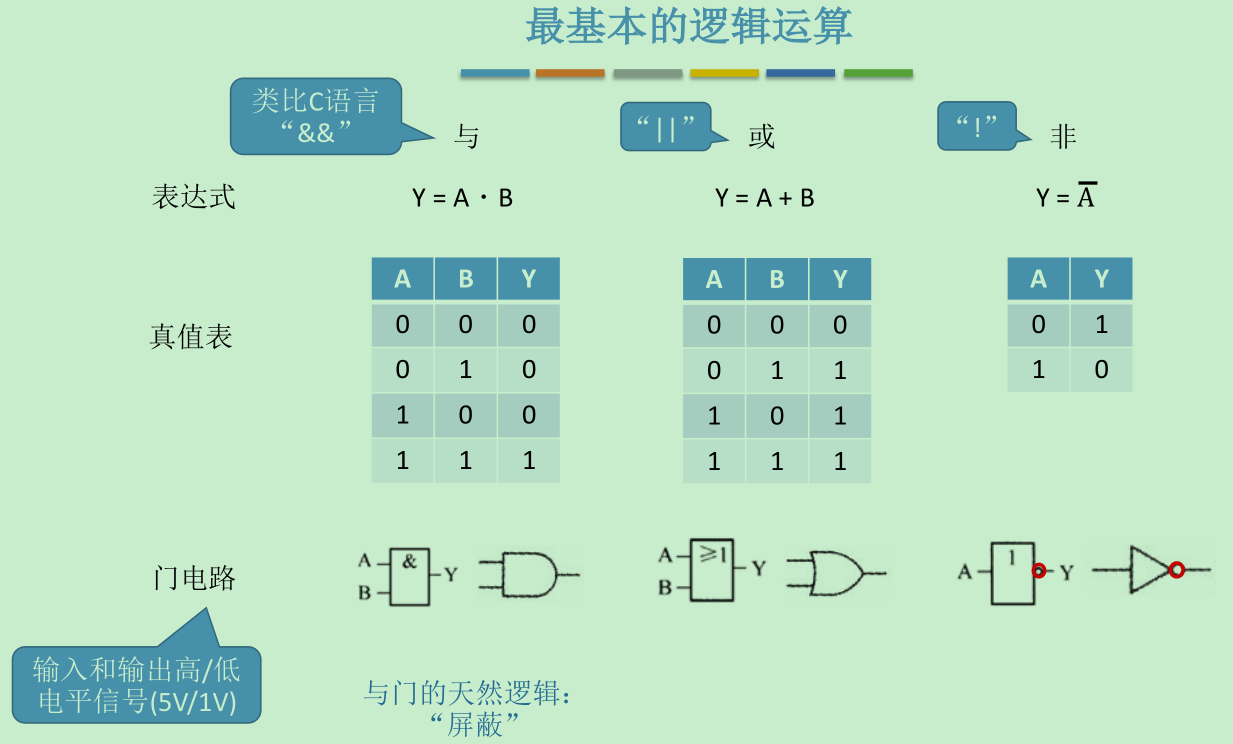 最基本的逻辑运算
类比C语言
“&&”
与
“||”
或
“!”
非
表达式
Y = A · B
Y = A + B
Y = A̅
真值表
A B Y
0 0 0
0 1 0
1 0 0
1 1 1
A B Y
0 0 0
0 1 1
1 0 1
1 1 1
A Y
0 1
1 0
门电路
A
B
&
Y
A
B
≥1
Y
A
1
Y
输入和输出高/低
电平信号(5V/1V)
与门的天然逻辑：
“屏蔽”